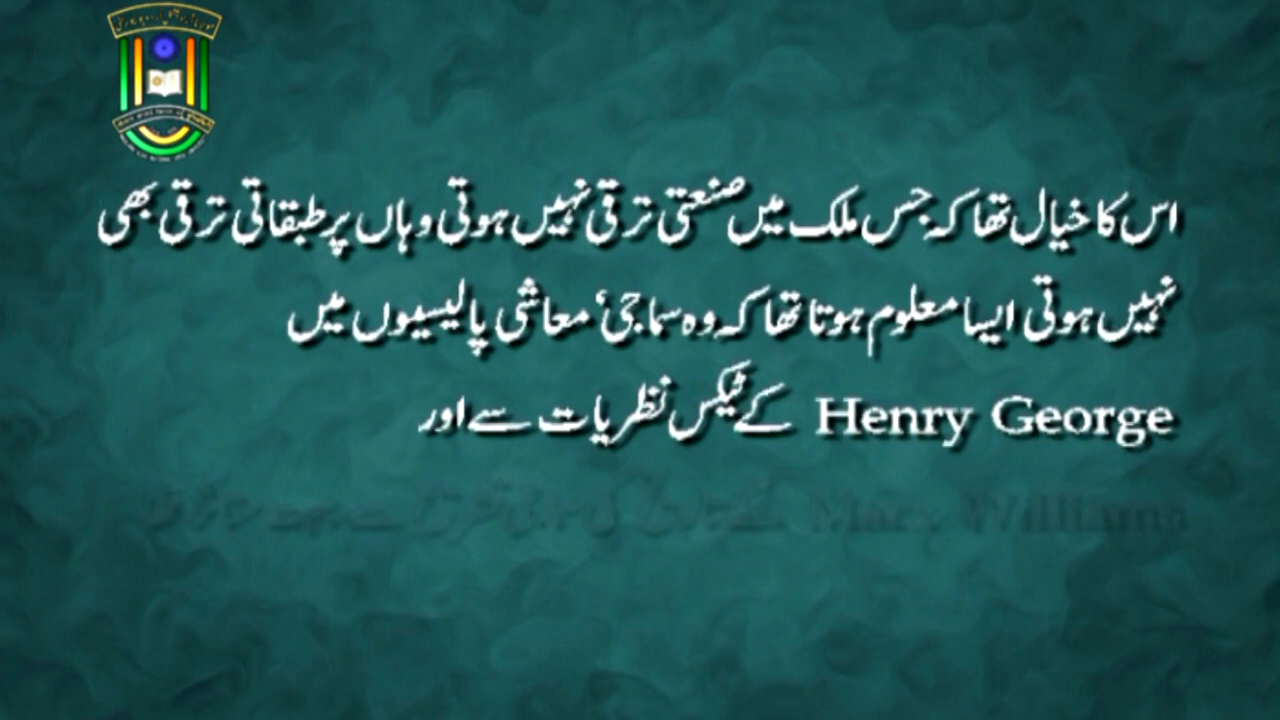 اس کا خیال تھا کہ جس ملک میں صنعتی ترقی نہیں ہوتی وہاں پر طبقاتی ترقی بھی
نہیں ہوتی ایسا معلوم ہوتا تھا کہ وہ سماجی‘ معاشی پالیسیوں میں
Henry George کے ٹیکس نظریات سے اور
Williams